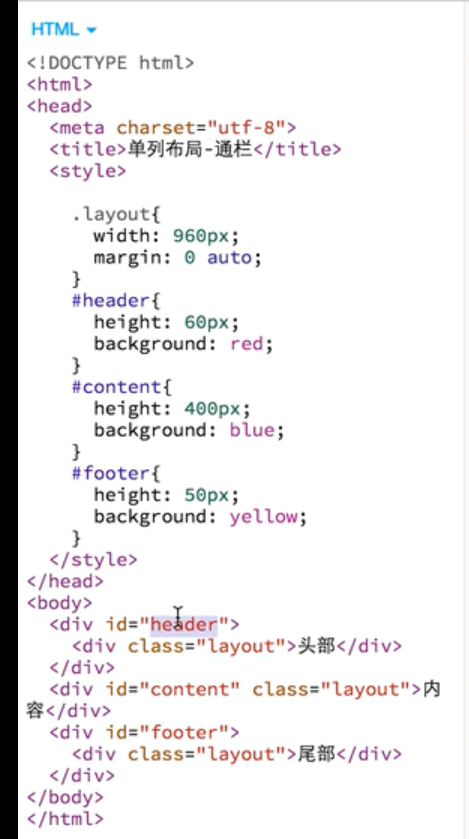 HTML
<!DOCTYPE html>
<html>
<head>
  <meta charset="utf-8">
  <title>单列布局-通栏</title>
  <style>

    .layout{
      width: 960px;
      margin: 0 auto;
    }
    #header{
      height: 60px;
      background: red;
    }
    #content{
      height: 400px;
      background: blue;
    }
    #footer{
      height: 50px;
      background: yellow;
    }
  </style>
</head>
<body>
  <div id="header">
    <div class="layout">头部</div>
  </div>
  <div id="content" class="layout">内
容</div>
  <div id="footer">
    <div class="layout">尾部</div>
  </div>
</body>
</html>